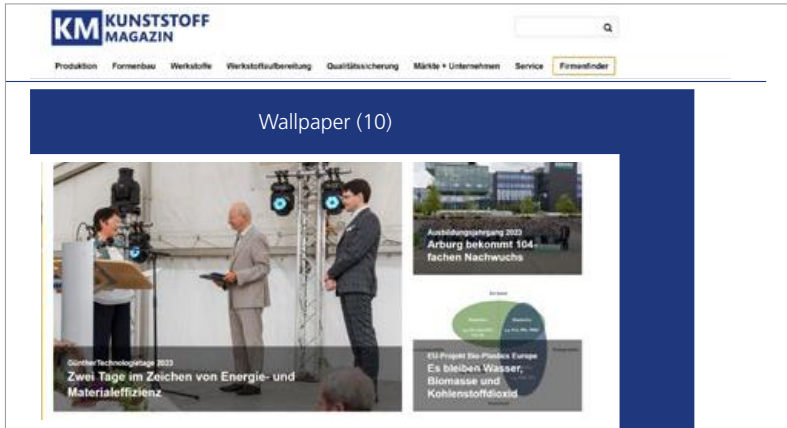 KM KUNSTSTOFF
MAGAZIN
Produktion Formenbau Werkstoffe Werkstoffaufbereitung Qualitätssicherung Märkte + Unternehmen Service Firmenfinder
Wallpaper (10)
Ausbildungsjahrgang 2023
Arburg bekommt 104-
fachen Nachwuchs
GüntherTechnologietage 2023
Zwei Tage im Zeichen von Energie- und
Materialeffizienz
EU-Projekt Bio-Plastics Europe
Es bleiben Wasser,
Biomasse und
Kohlenstoffdioxid